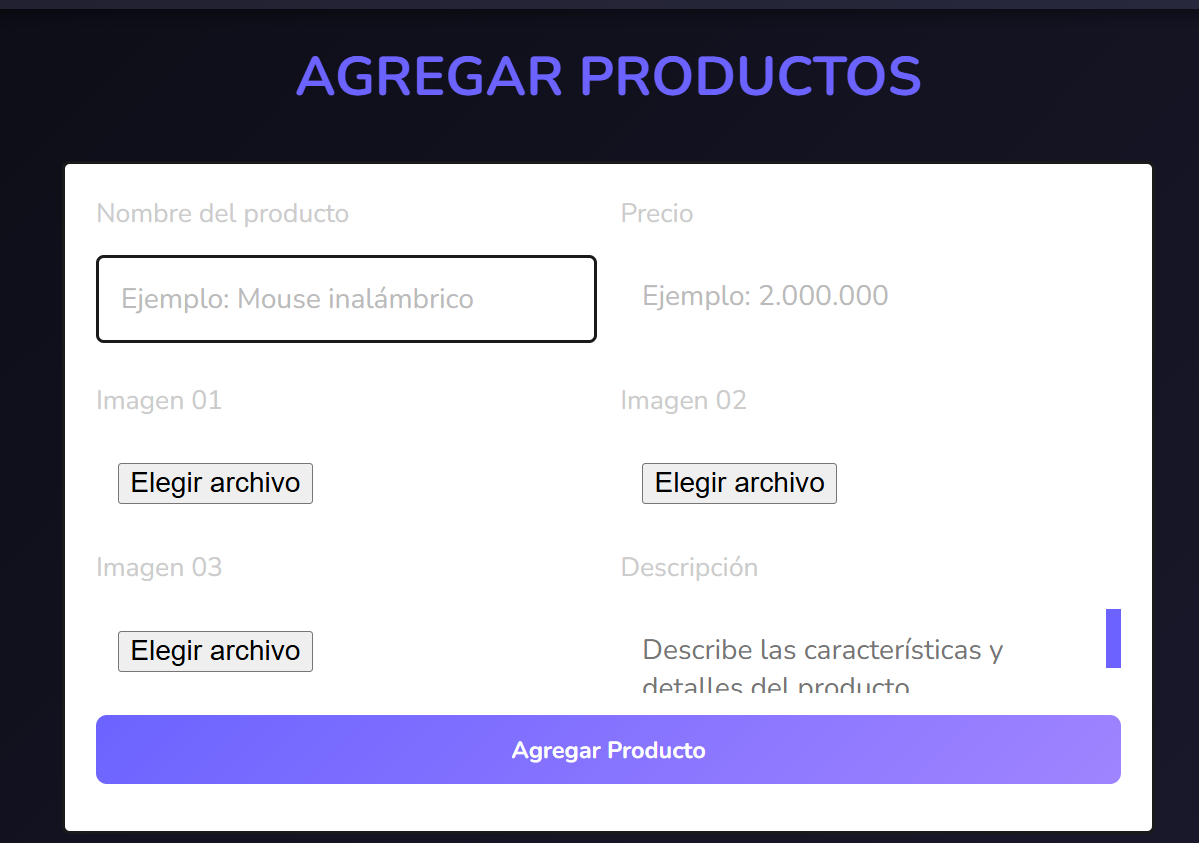 AGREGAR PRODUCTOS
Nombre del producto
Precio
Ejemplo: Mouse inalámbrico
Ejemplo: 2.000.000
Imagen 01
Imagen 02
Elegir archivo
Elegir archivo
Imagen 03
Descripción
Elegir archivo
Describe las características y
detalles del producto
Agregar Producto